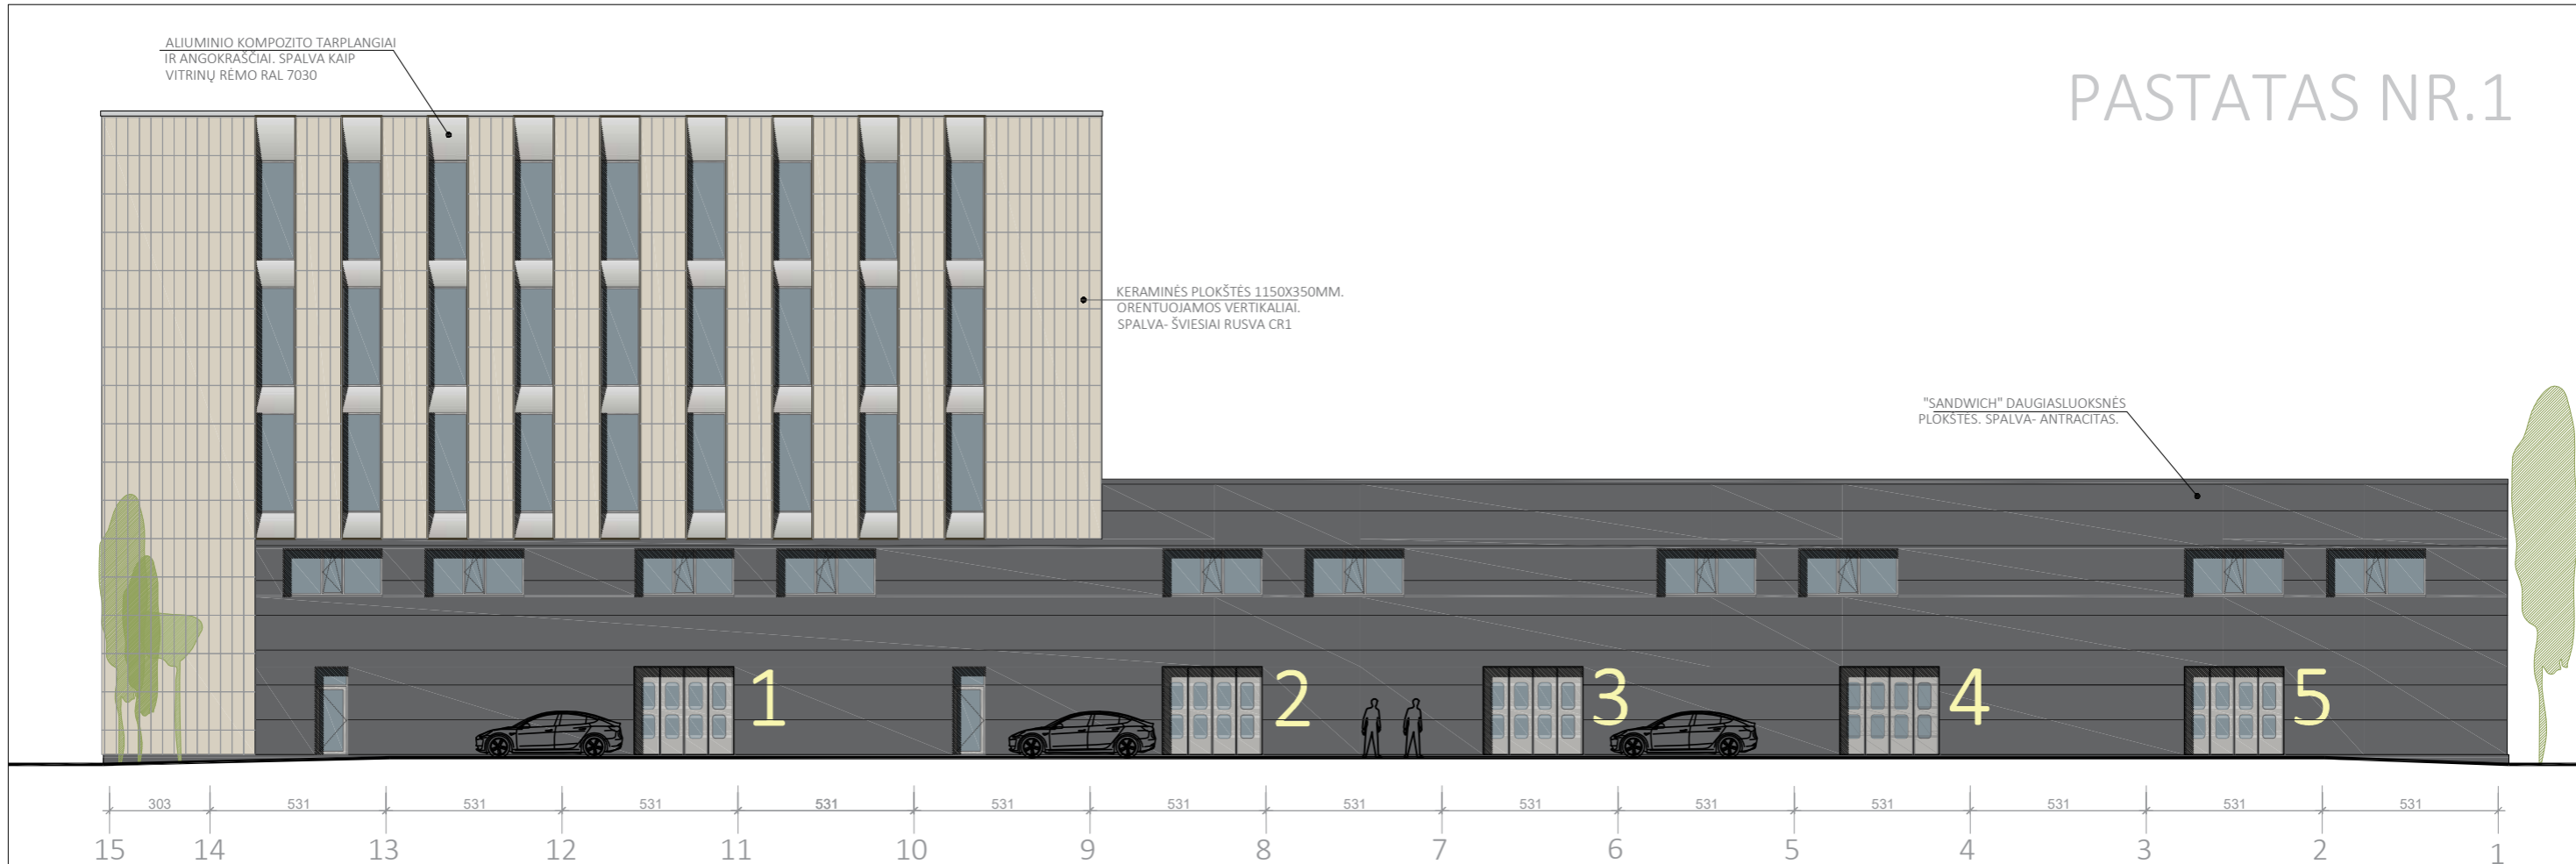 ALIUMINIO KOMPOZITO TARPLANGIAI
IR ANGOKRAŠČIAI. SPALVA KAIP
VITRINŲ RĖMO RAL 7030
PASTATAS NR.1
KERAMINĖS PLOKŠTĖS 1150X350MM.
ORENTUOJAMOS VERTIKALIAI.
SPALVA- ŠVIESIAI RUSVA CR1
"SANDWICH" DAUGIASLUOKSNĖS
PLOKŠTĖS. SPALVA- ANTRACITAS.
1 2 3 4 5
303 531 531 531 531 531 531 531 531 531 531 531 531 531
15 14 13 12 11 10 9 8 7 6 5 4 3 2 1